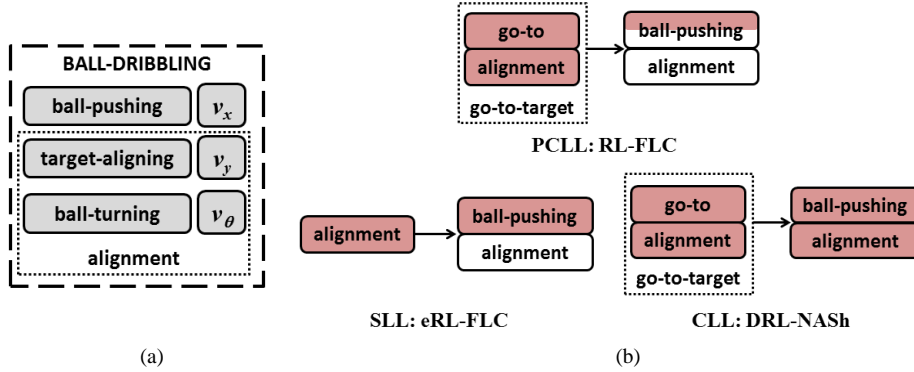 BALL-DRIBBLING
ball-pushing
v_x
target-aligning
v_y
ball-turning
v_θ
alignment
(a)
go-to
alignment
go-to-target
ball-pushing
alignment
PCLL: RL-FLC
alignment
ball-pushing
alignment
SLL: eRL-FLC
go-to
alignment
go-to-target
ball-pushing
alignment
CLL: DRL-NASh
(b)